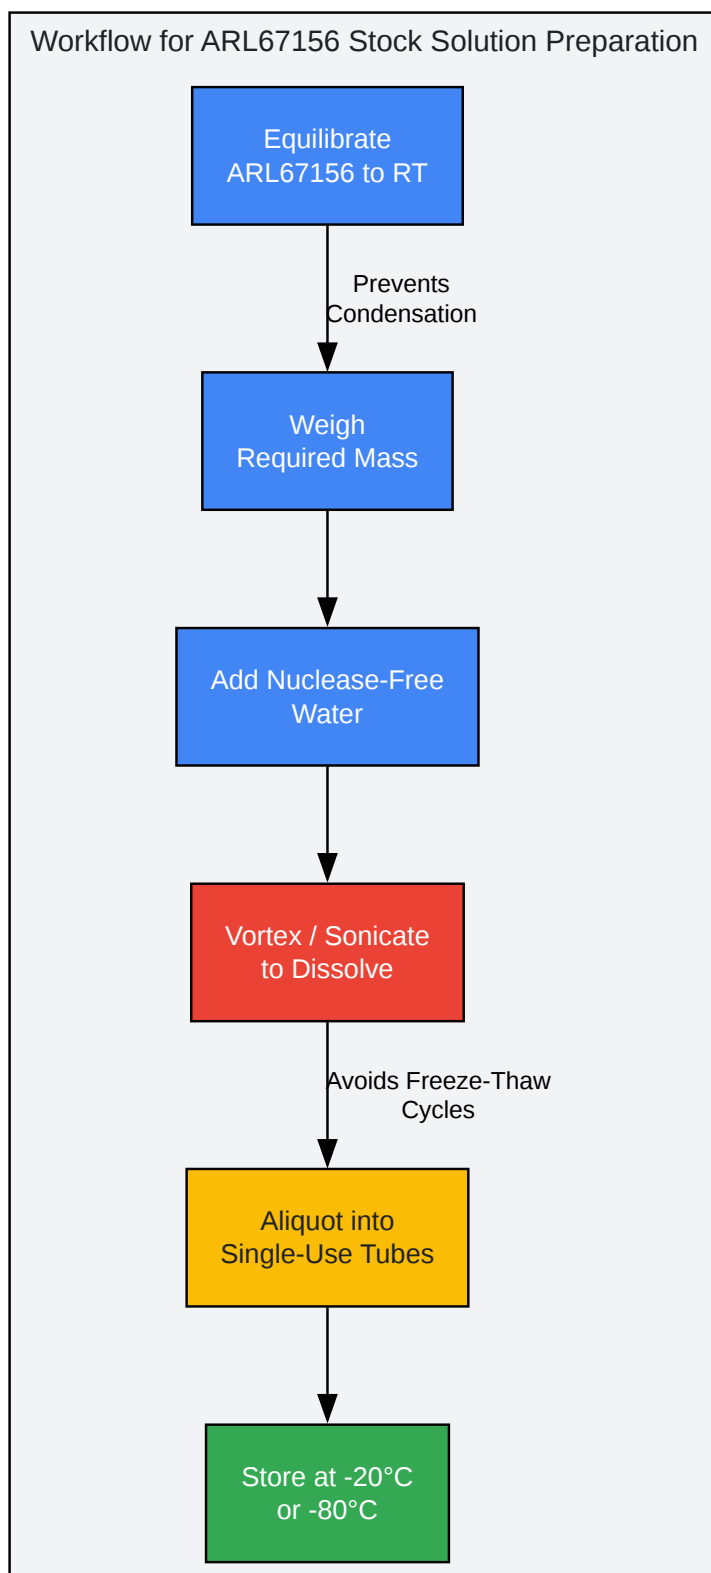 Workflow for ARL67156 Stock Solution Preparation
Equilibrate
ARL67156 to RT
Prevents
Condensation
Weigh
Required Mass
Add Nuclease-Free
Water
Vortex / Sonicate
to Dissolve
Avoids Freeze-Thaw
Cycles
Aliquot into
Single-Use Tubes
Store at -20°C
or -80°C